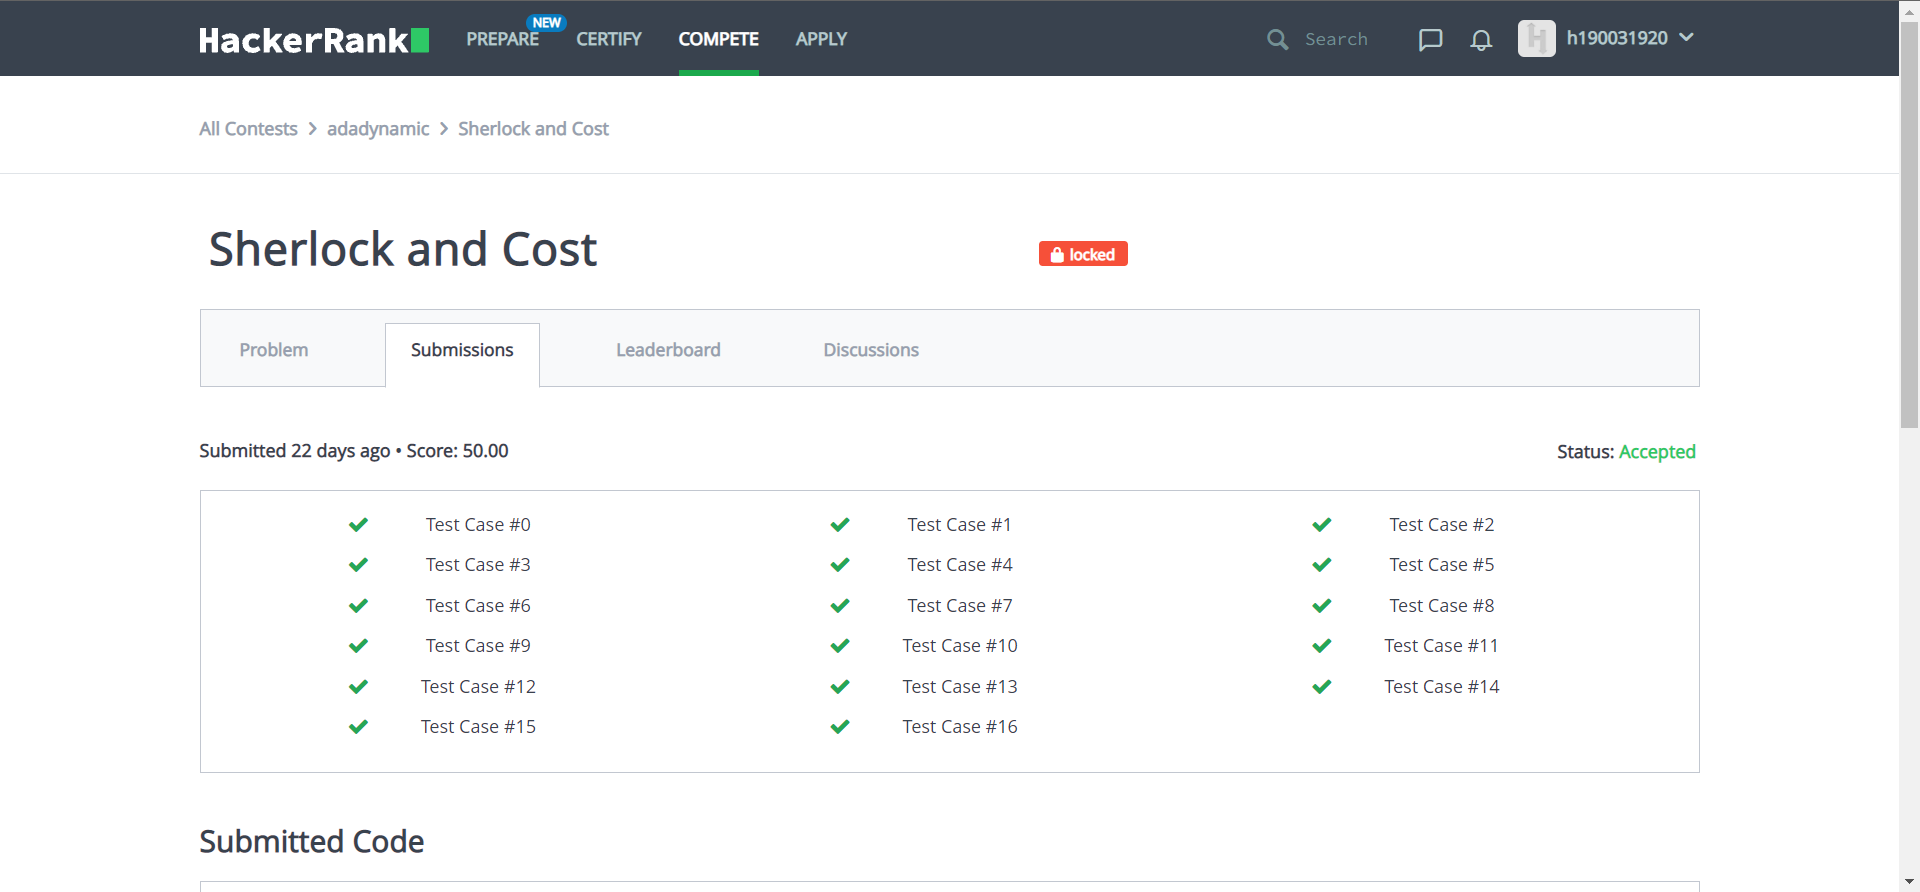 HackerRank PREPARE NEW CERTIFY COMPETE APPLY Search h190031920
All Contests > adadynamic > Sherlock and Cost
Sherlock and Cost locked
Problem Submissions Leaderboard Discussions
Submitted 22 days ago • Score: 50.00 Status: Accepted
Test Case #0 Test Case #1 Test Case #2
Test Case #3 Test Case #4 Test Case #5
Test Case #6 Test Case #7 Test Case #8
Test Case #9 Test Case #10 Test Case #11
Test Case #12 Test Case #13 Test Case #14
Test Case #15 Test Case #16
Submitted Code